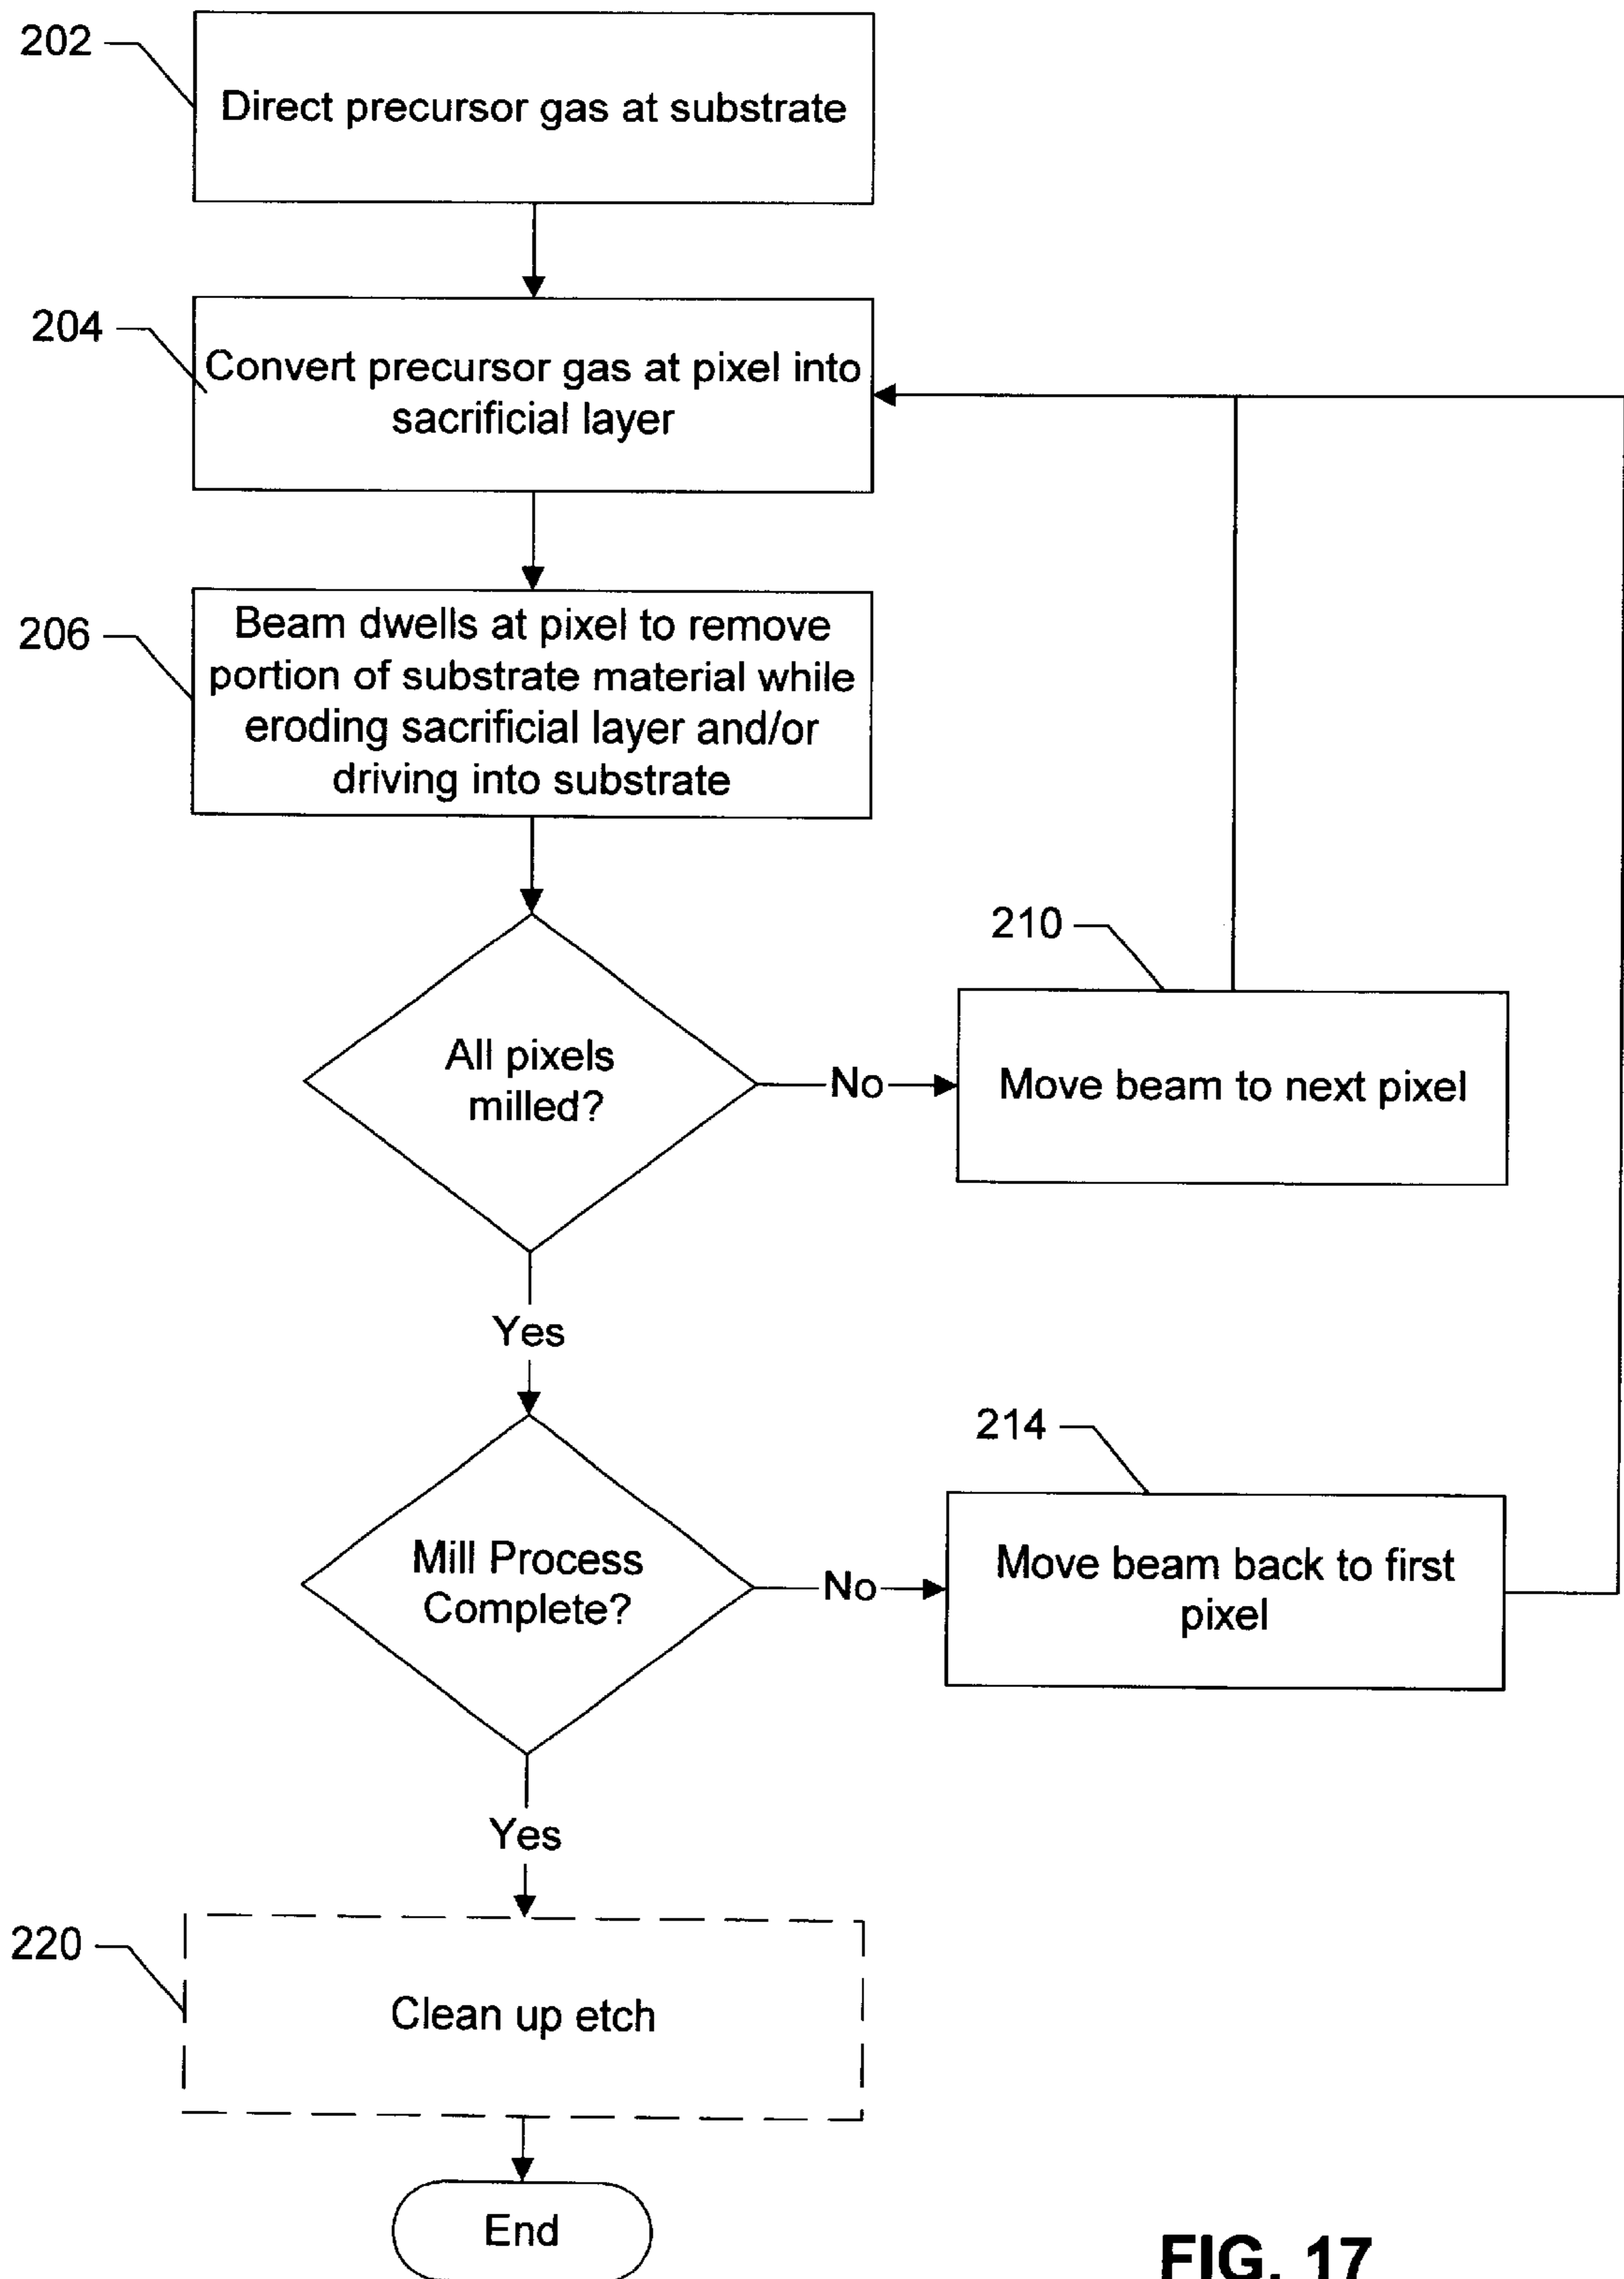 202
Direct precursor gas at substrate
204
Convert precursor gas at pixel into
sacrificial layer
206
Beam dwells at pixel to remove
portion of substrate material while
eroding sacrificial layer and/or
driving into substrate
210
All pixels
milled?
No
Move beam to next pixel
Yes
214
Mill Process
Complete?
No
Move beam back to first
pixel
Yes
220
Clean up etch
End
FIG. 17